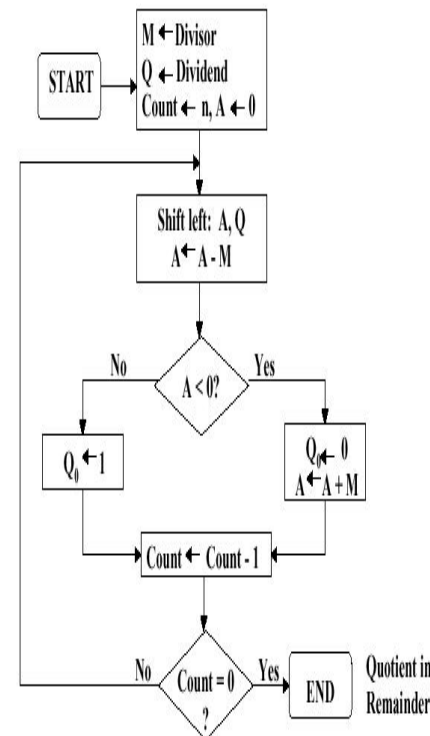 START
M ← Divisor
Q ← Dividend
Count ← n, A ← 0
Shift left: A, Q
A ← A - M
No
Yes
A < 0?
Q₀ ← 1
Q₀ ← 0
A ← A + M
Count ← Count - 1
No
Yes
Count = 0
?
END
Quotient in
Remainder